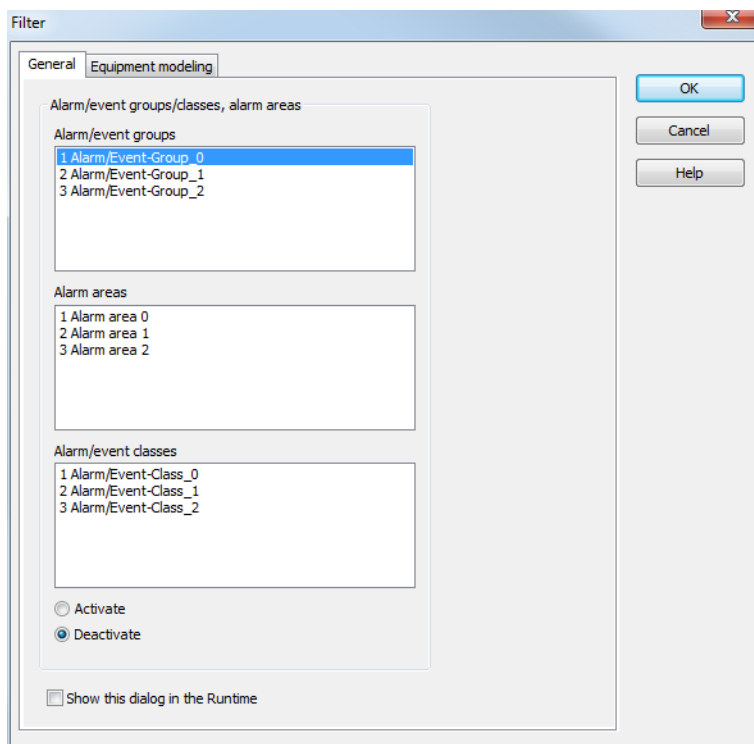 Filter
General
Equipment modeling
OK
Cancel
Help
Alarm/event groups/classes, alarm areas
Alarm/event groups
1 Alarm/Event-Group_0
2 Alarm/Event-Group_1
3 Alarm/Event-Group_2
Alarm areas
1 Alarm area 0
2 Alarm area 1
3 Alarm area 2
Alarm/event classes
1 Alarm/Event-Class_0
2 Alarm/Event-Class_1
3 Alarm/Event-Class_2
Activate
Deactivate
Show this dialog in the Runtime